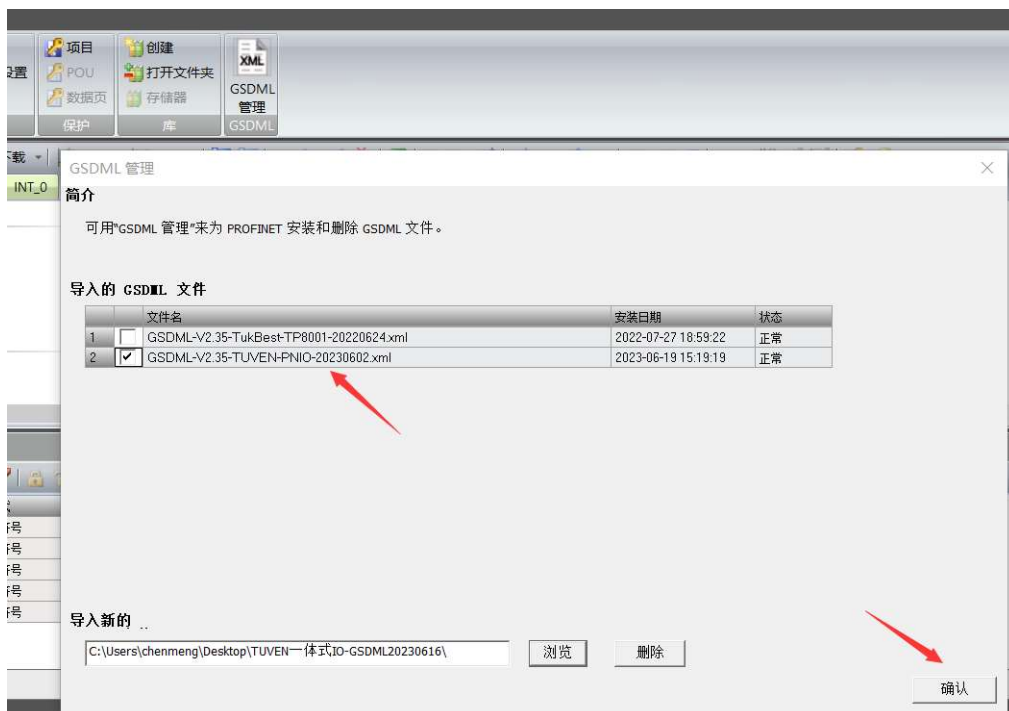 项目
创建
XML
设置
POU
打开文件夹
GSDML
管理
数据页
存储器
保护
库
GSDML
下载
GSDML 管理
INT_0
简介
可用“GSDML 管理”来为 PROFINET 安装和删除 GSDML 文件。
导入的 GSDML 文件
文件名 安装日期 状态
1 GSDML-V2.35-TukBest-TP8001-20220624.xml 2022-07-27 18:59:22 正常
2 GSDML-V2.35-TUVEN-PNIO-20230602.xml 2023-06-19 15:19:19 正常
符号
符号
符号
符号
符号
导入新的 ..
C:\Users\chenmeng\Desktop\TUVEN一体式IO-GSDML20230616\ 浏览 删除
确认